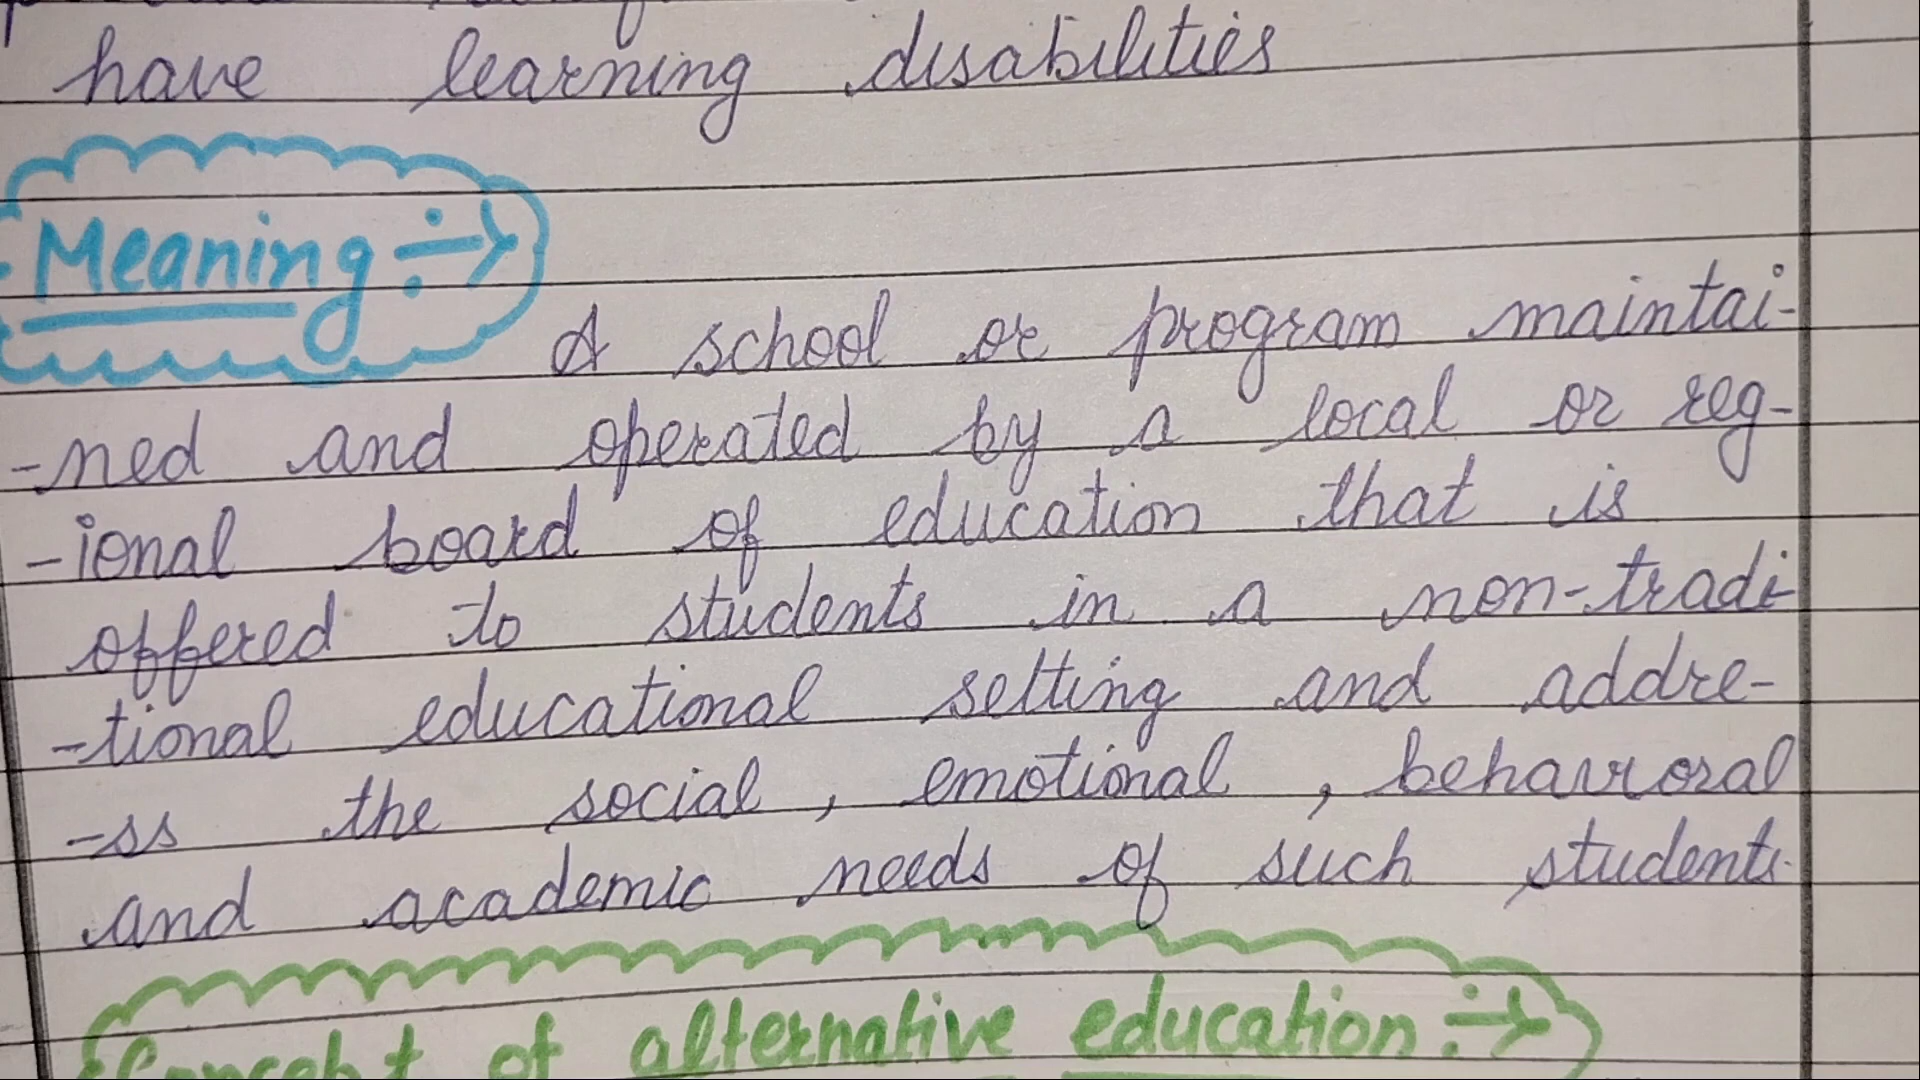 have learning disabilities
Meaning :->
A school or program maintai-
-ned and operated by a local or reg-
-ional board of education that is
offered to students in a non-tradi-
-tional educational setting and addre-
-ss the social, emotional, behavioral
and academic needs of such students.
Concept of alternative education :->